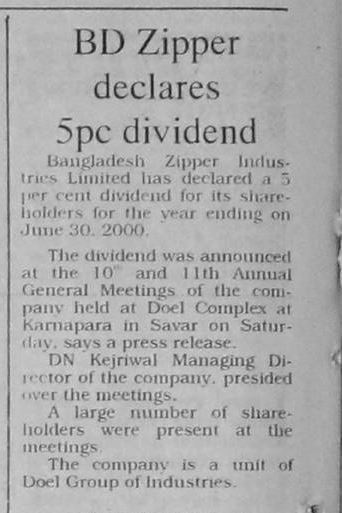 BD Zipper
declares
5pc dividend
Bangladesh Zipper Indus-
tries Limited has declared a 5
per cent dividend for its share-
holders for the year ending on
June 30, 2000.
The dividend was announced
at the 10" and 11th Annual
General Meetings of the com-
pany held at Doel Complex at
Karnapara in Savar on Satur-
day, says a press release.
DN Kejriwal Managing Di-
rector of the company, presided
over the meetings.
A large number of share-
holders were present at the
meetings.
The company is a unit of
Doel Group of Industries.